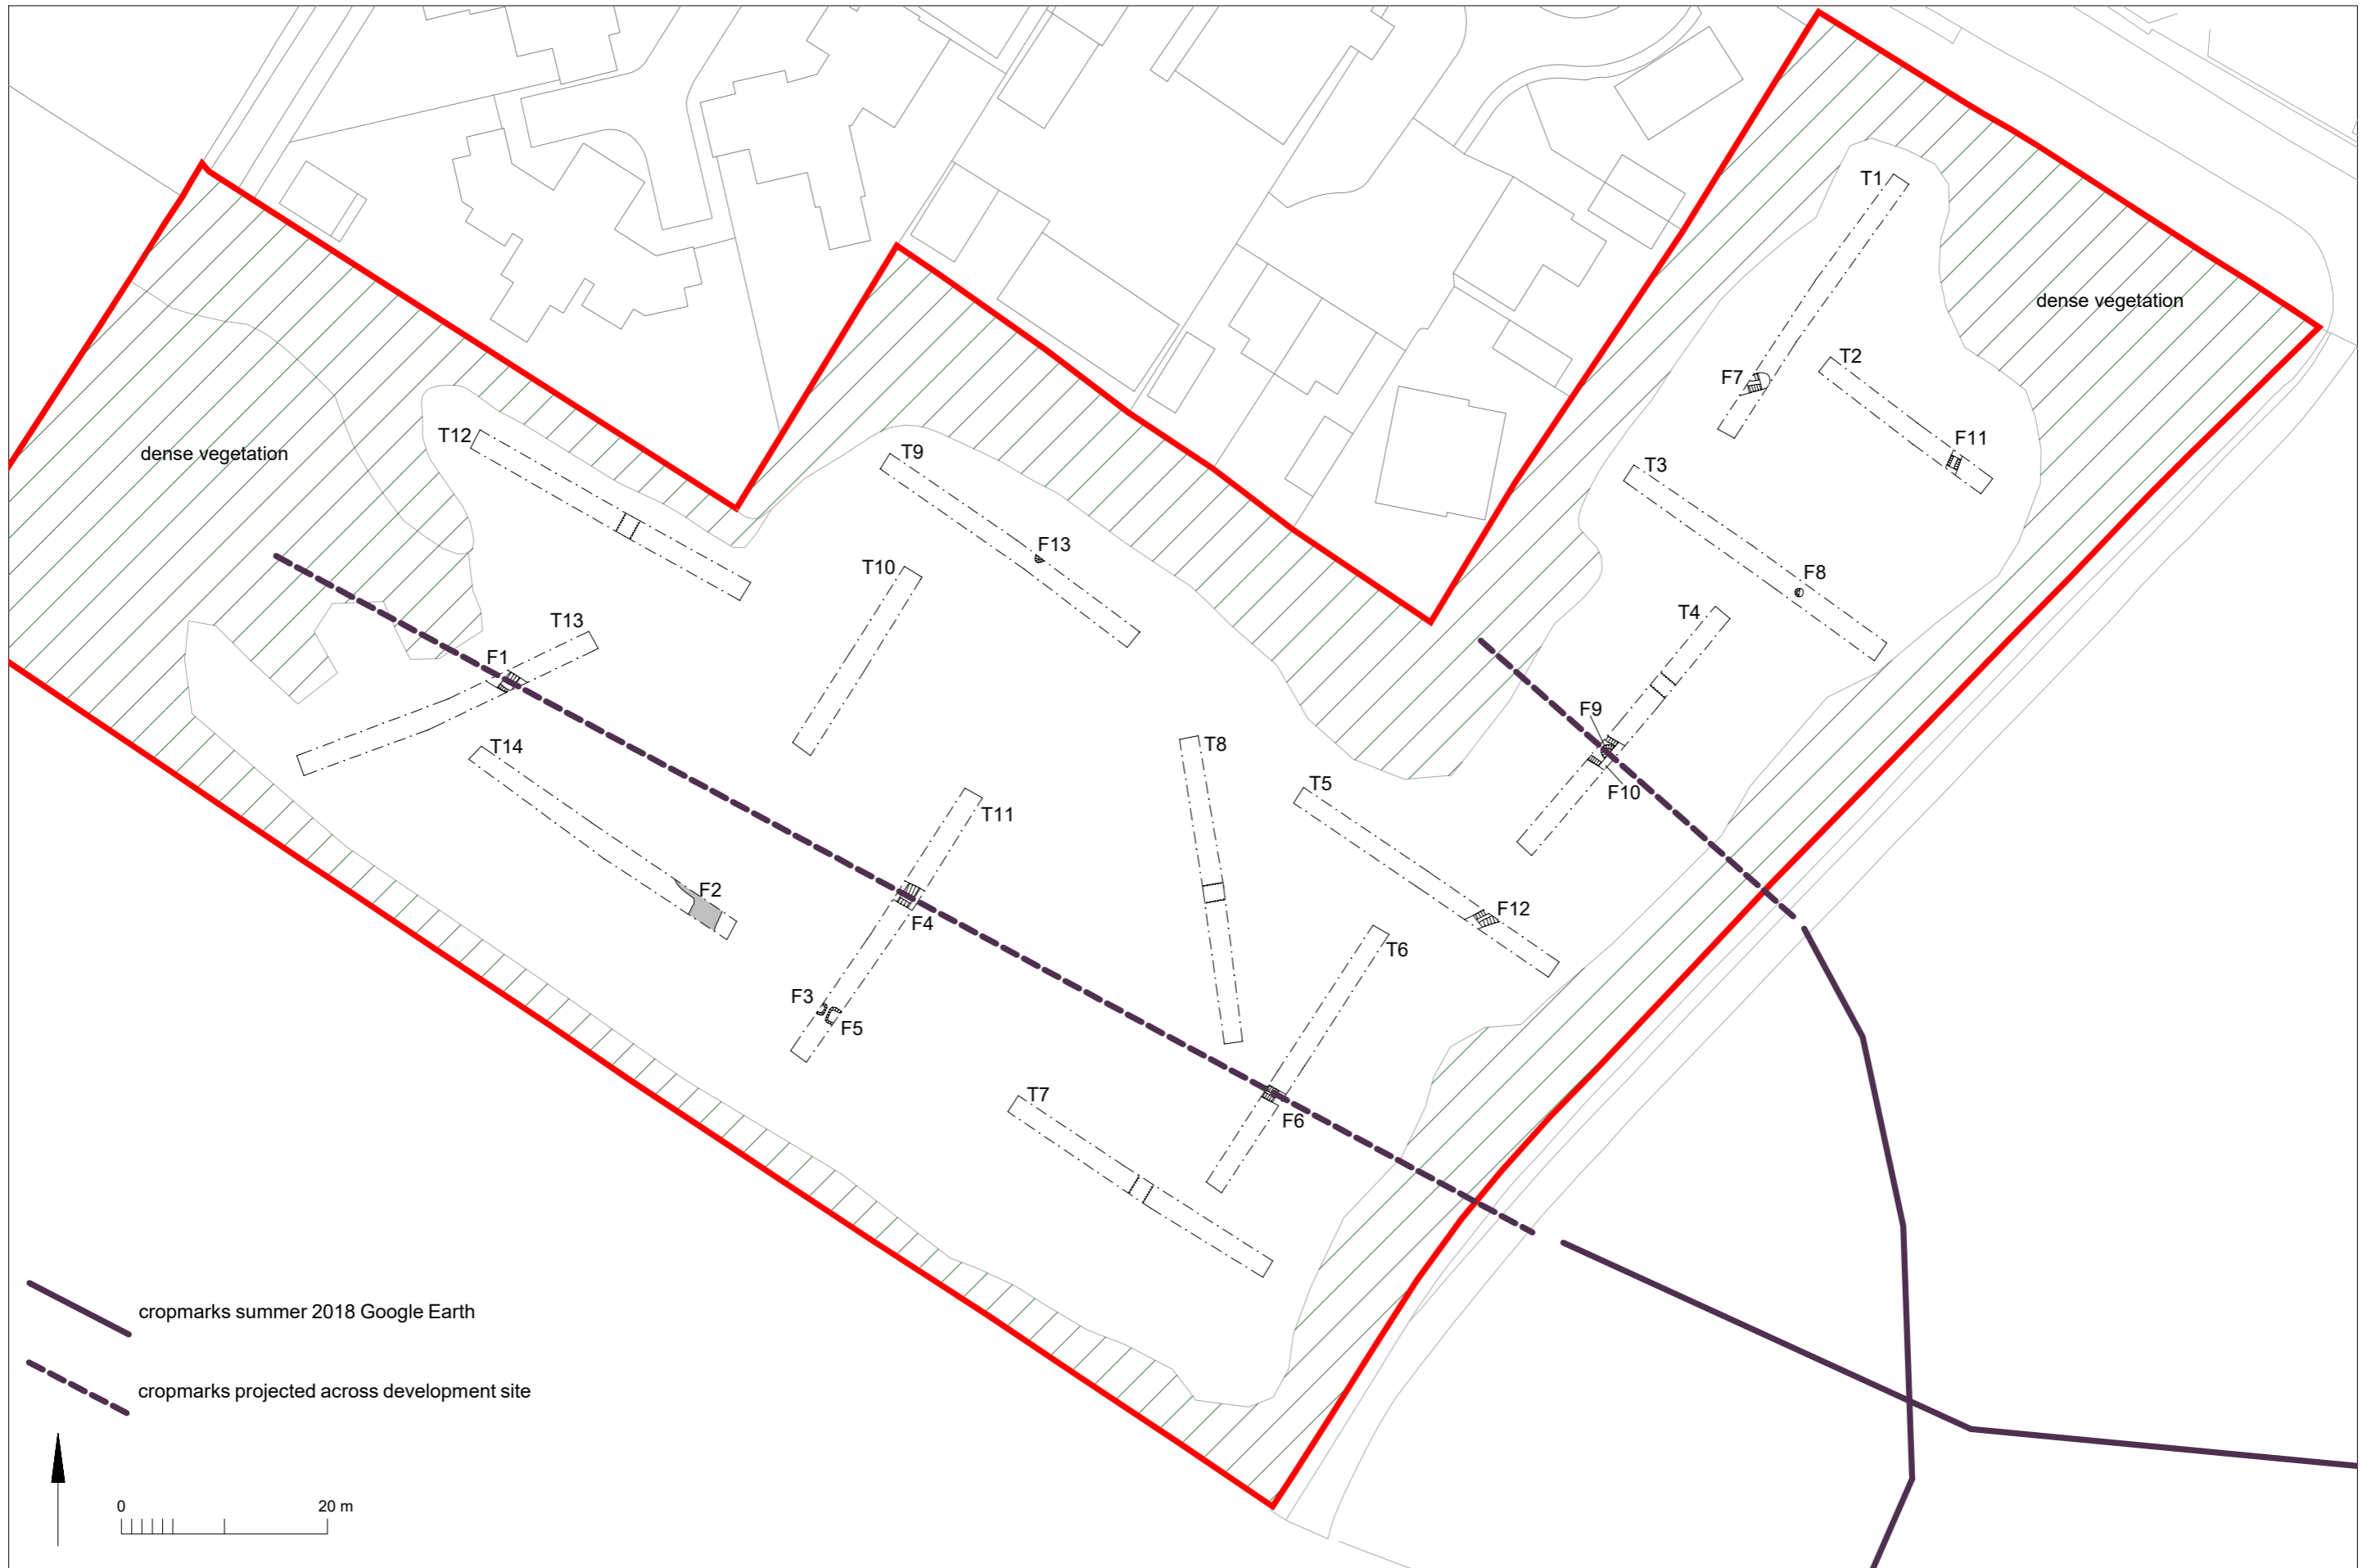 T1
dense vegetation
T2
F7
F11
T12
T9
T3
dense vegetation
F13
T10
F8
T4
T13
F1
F9
T14
T8
F10
T5
T11
F2
F12
F4
T6
F3
F5
T7
F6
cropmarks summer 2018 Google Earth
cropmarks projected across development site
0 20 m